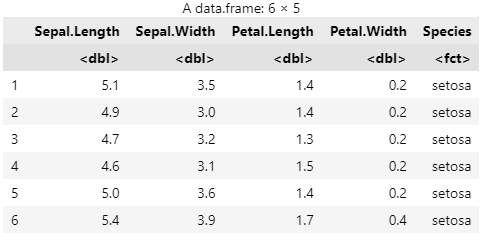 A data.frame: 6 × 5
Sepal.Length Sepal.Width Petal.Length Petal.Width Species
<dbl> <dbl> <dbl> <dbl> <fct>
1 5.1 3.5 1.4 0.2 setosa
2 4.9 3.0 1.4 0.2 setosa
3 4.7 3.2 1.3 0.2 setosa
4 4.6 3.1 1.5 0.2 setosa
5 5.0 3.6 1.4 0.2 setosa
6 5.4 3.9 1.7 0.4 setosa